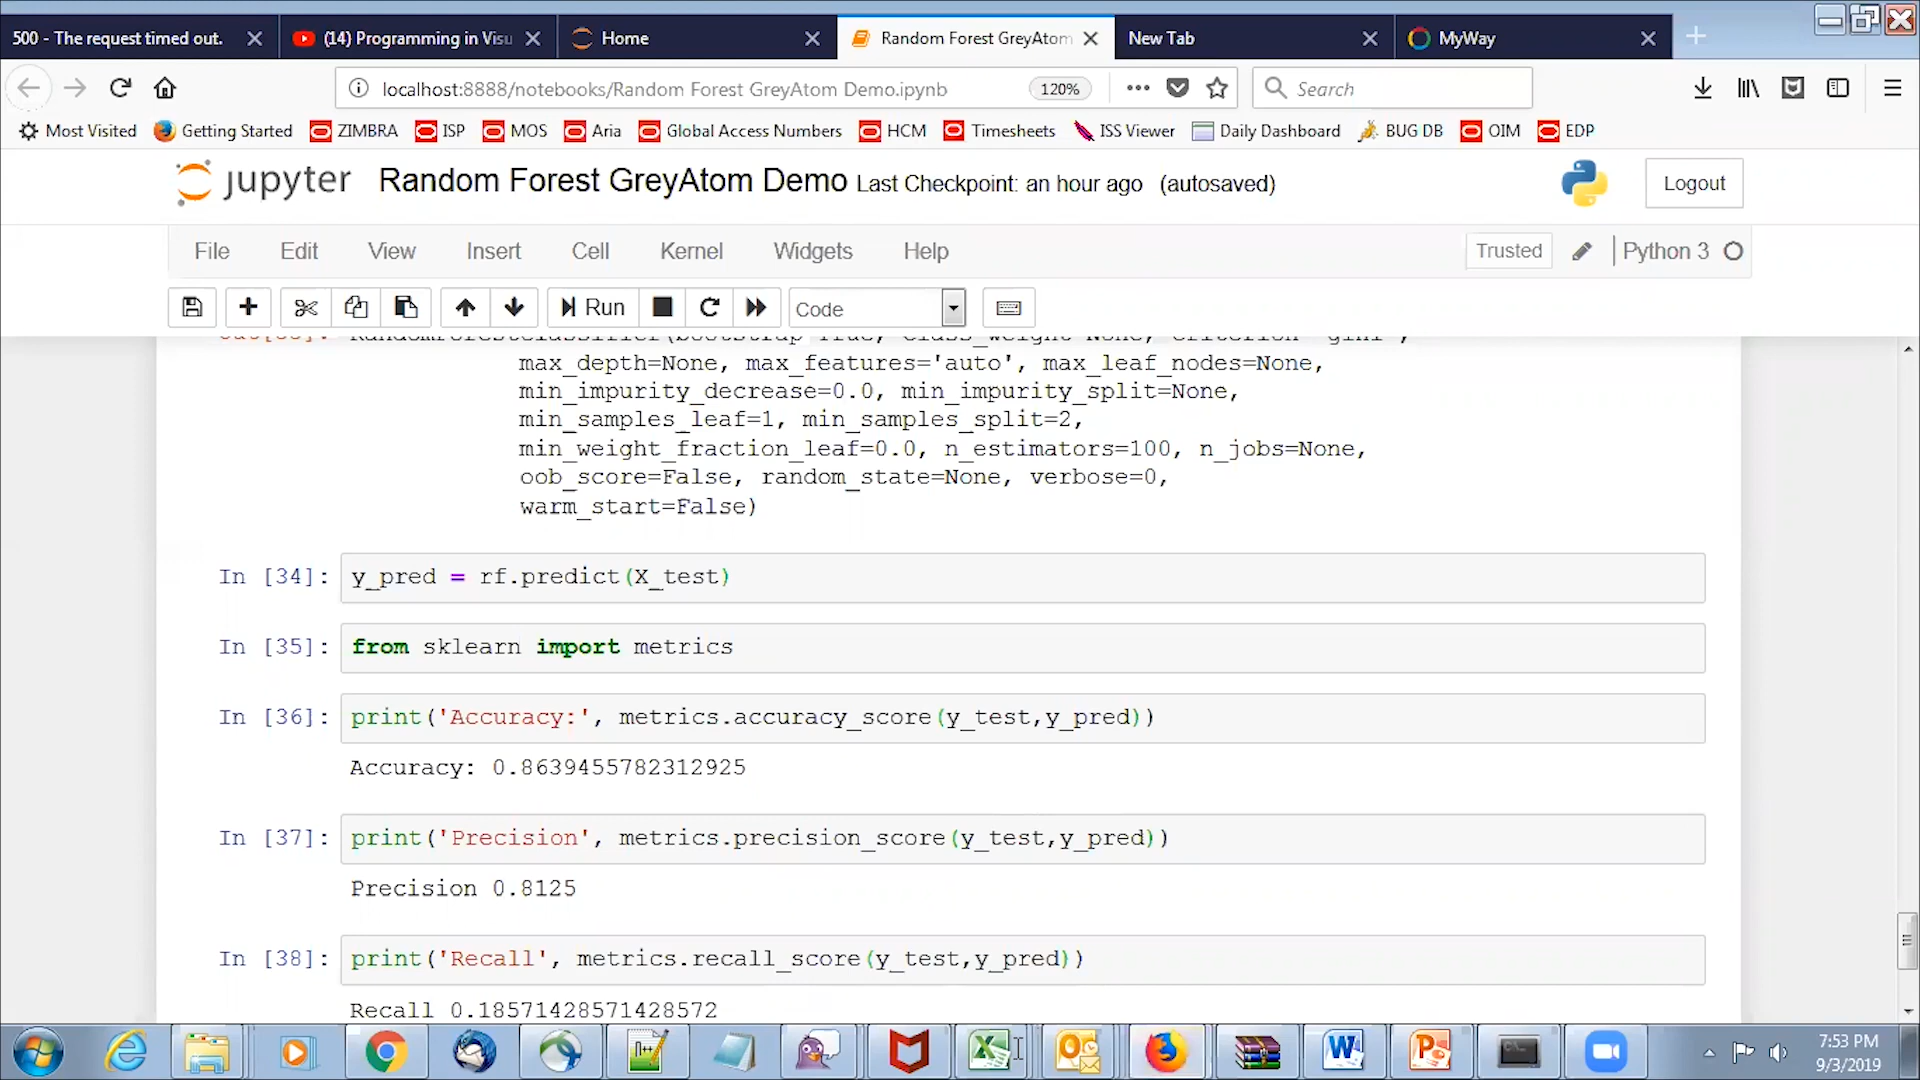 500 - The request timed out.
(14) Programming in Visu
Home
Random Forest GreyAtom
New Tab
MyWay
localhost:8888/notebooks/Random Forest GreyAtom Demo.ipynb
120%
Search
Most Visited
Getting Started
ZIMBRA
ISP
MOS
Aria
Global Access Numbers
HCM
Timesheets
ISS Viewer
Daily Dashboard
BUG DB
OIM
EDP
jupyter
Random Forest GreyAtom Demo Last Checkpoint: an hour ago (autosaved)
Logout
File Edit View Insert Cell Kernel Widgets Help
Trusted
Python 3
Run
Code
max_depth=None, max_features='auto', max_leaf_nodes=None,
min_impurity_decrease=0.0, min_impurity_split=None,
min_samples_leaf=1, min_samples_split=2,
min_weight_fraction_leaf=0.0, n_estimators=100, n_jobs=None,
oob_score=False, random_state=None, verbose=0,
warm_start=False)
In [34]: y_pred = rf.predict(X_test)
In [35]: from sklearn import metrics
In [36]: print('Accuracy:', metrics.accuracy_score(y_test,y_pred))
Accuracy: 0.8639455782312925
In [37]: print('Precision', metrics.precision_score(y_test,y_pred))
Precision 0.8125
In [38]: print('Recall', metrics.recall_score(y_test,y_pred))
Recall 0.18571428571428572
7:53 PM
9/3/2019